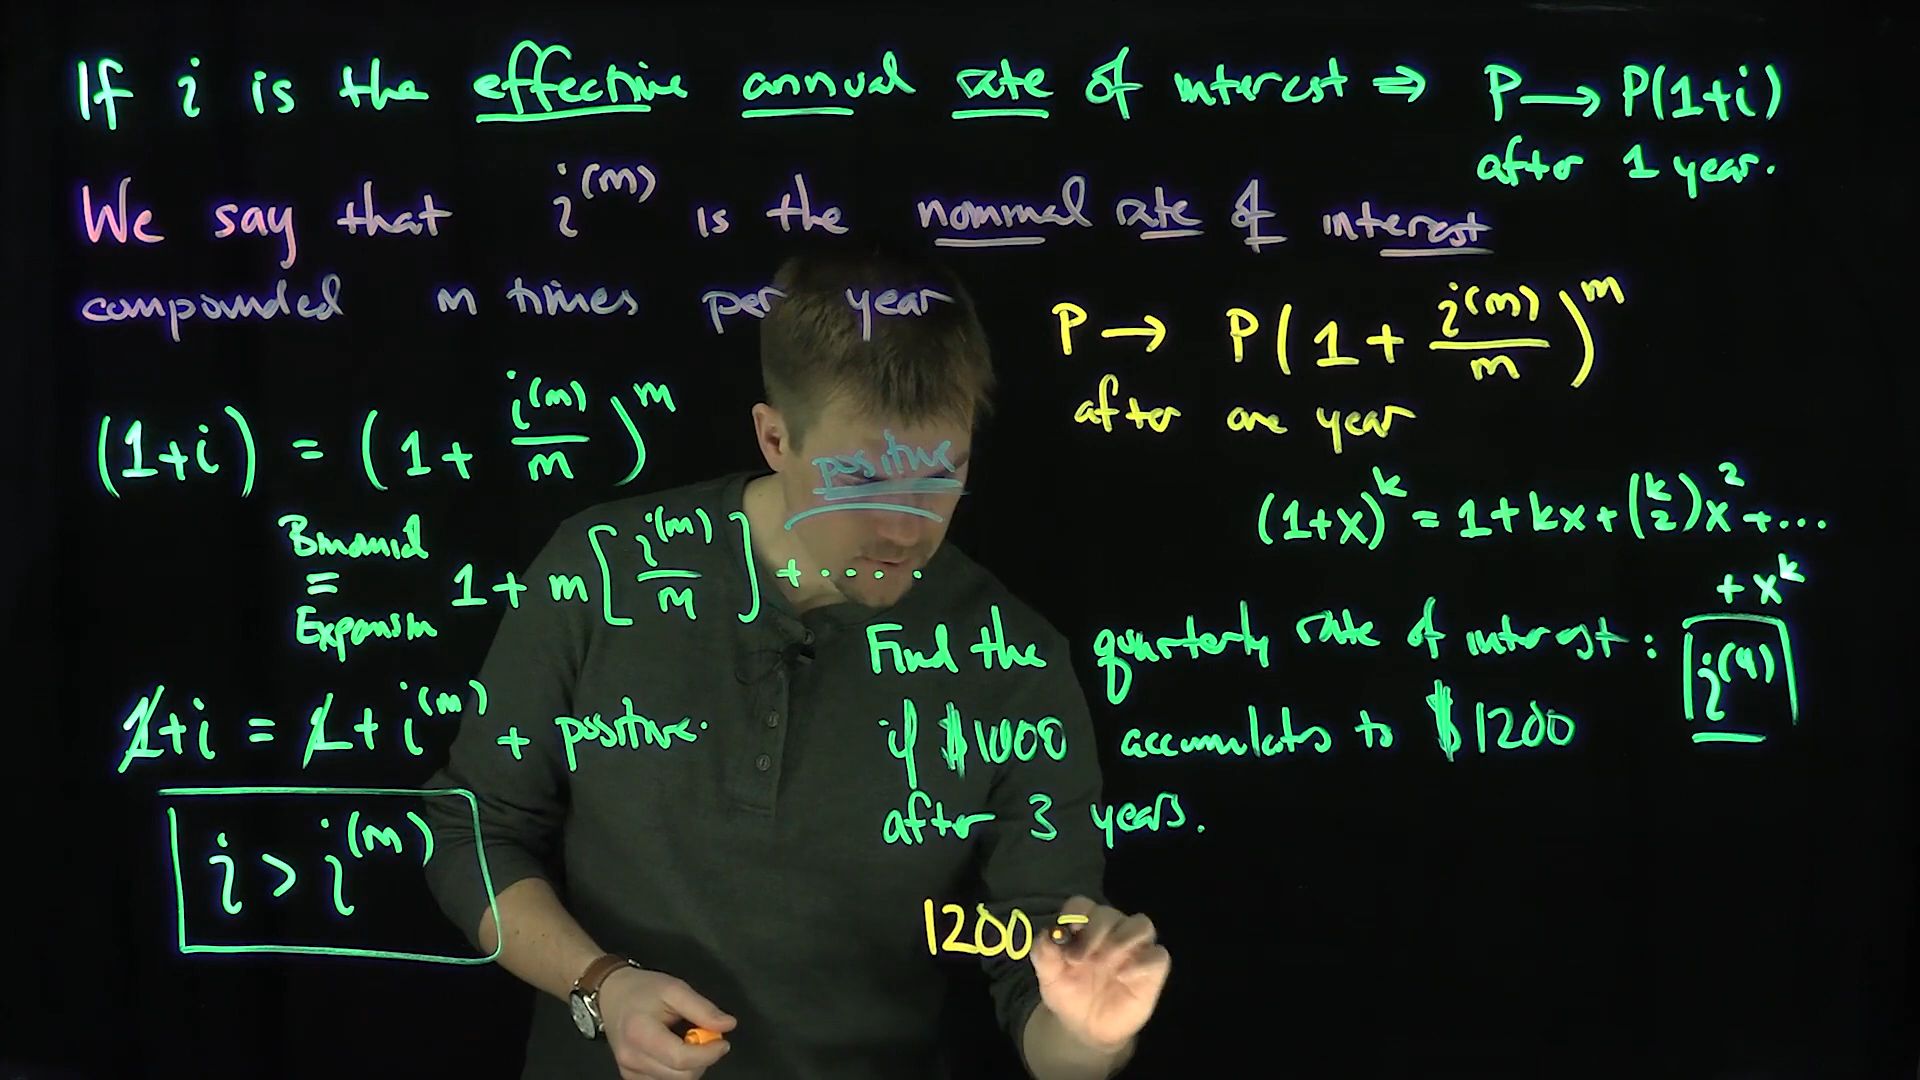 If i is the effective annual rate of interest ⇒ P → P(1+i)
after 1 year.
We say that i^(m) is the nominal rate of interest
compounded m times per year
P → P(1 + i^(m)/m)^m
after one year
(1+i) = (1 + i^(m)/m)^m
positive
Binomial
=
Expansion
1 + m[i^(m)/m] + ....
(1+x)^k = 1 + kx + (k 2)x^2 + ...
+ x^k
1+i = 1+i^(m) + positive.
i > i^(m)
Find the quarterly rate of interest: i^(4)
if $1000 accumulates to $1200
after 3 years.
1200 =